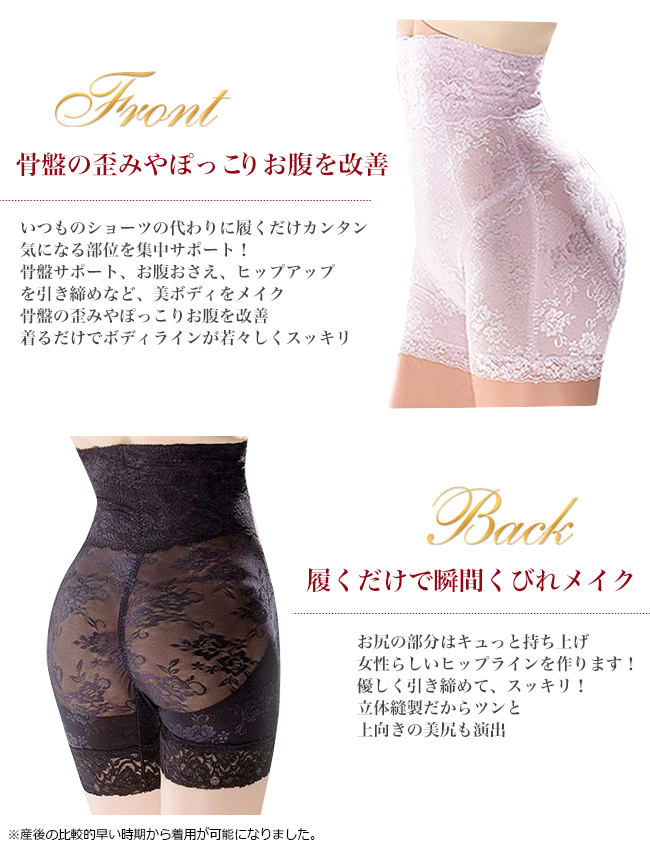 Front
骨盤の歪みやぽっこりお腹を改善
いつものショーツの代わりに履くだけカンタン
気になる部位を集中サポート！
骨盤サポート、お腹おさえ、ヒップアップ
を引き締めなど、美ボディをメイク
骨盤の歪みやぽっこりお腹を改善
着るだけでボディラインが若々しくスッキリ
Back
履くだけで瞬間くびれメイク
お尻の部分はキュっと持ち上げ
女性らしいヒップラインを作ります！
優しく引き締めて、スッキリ！
立体縫製だからツンと
上向きの美尻も演出
※産後の比較的早い時期から着用が可能になりました。